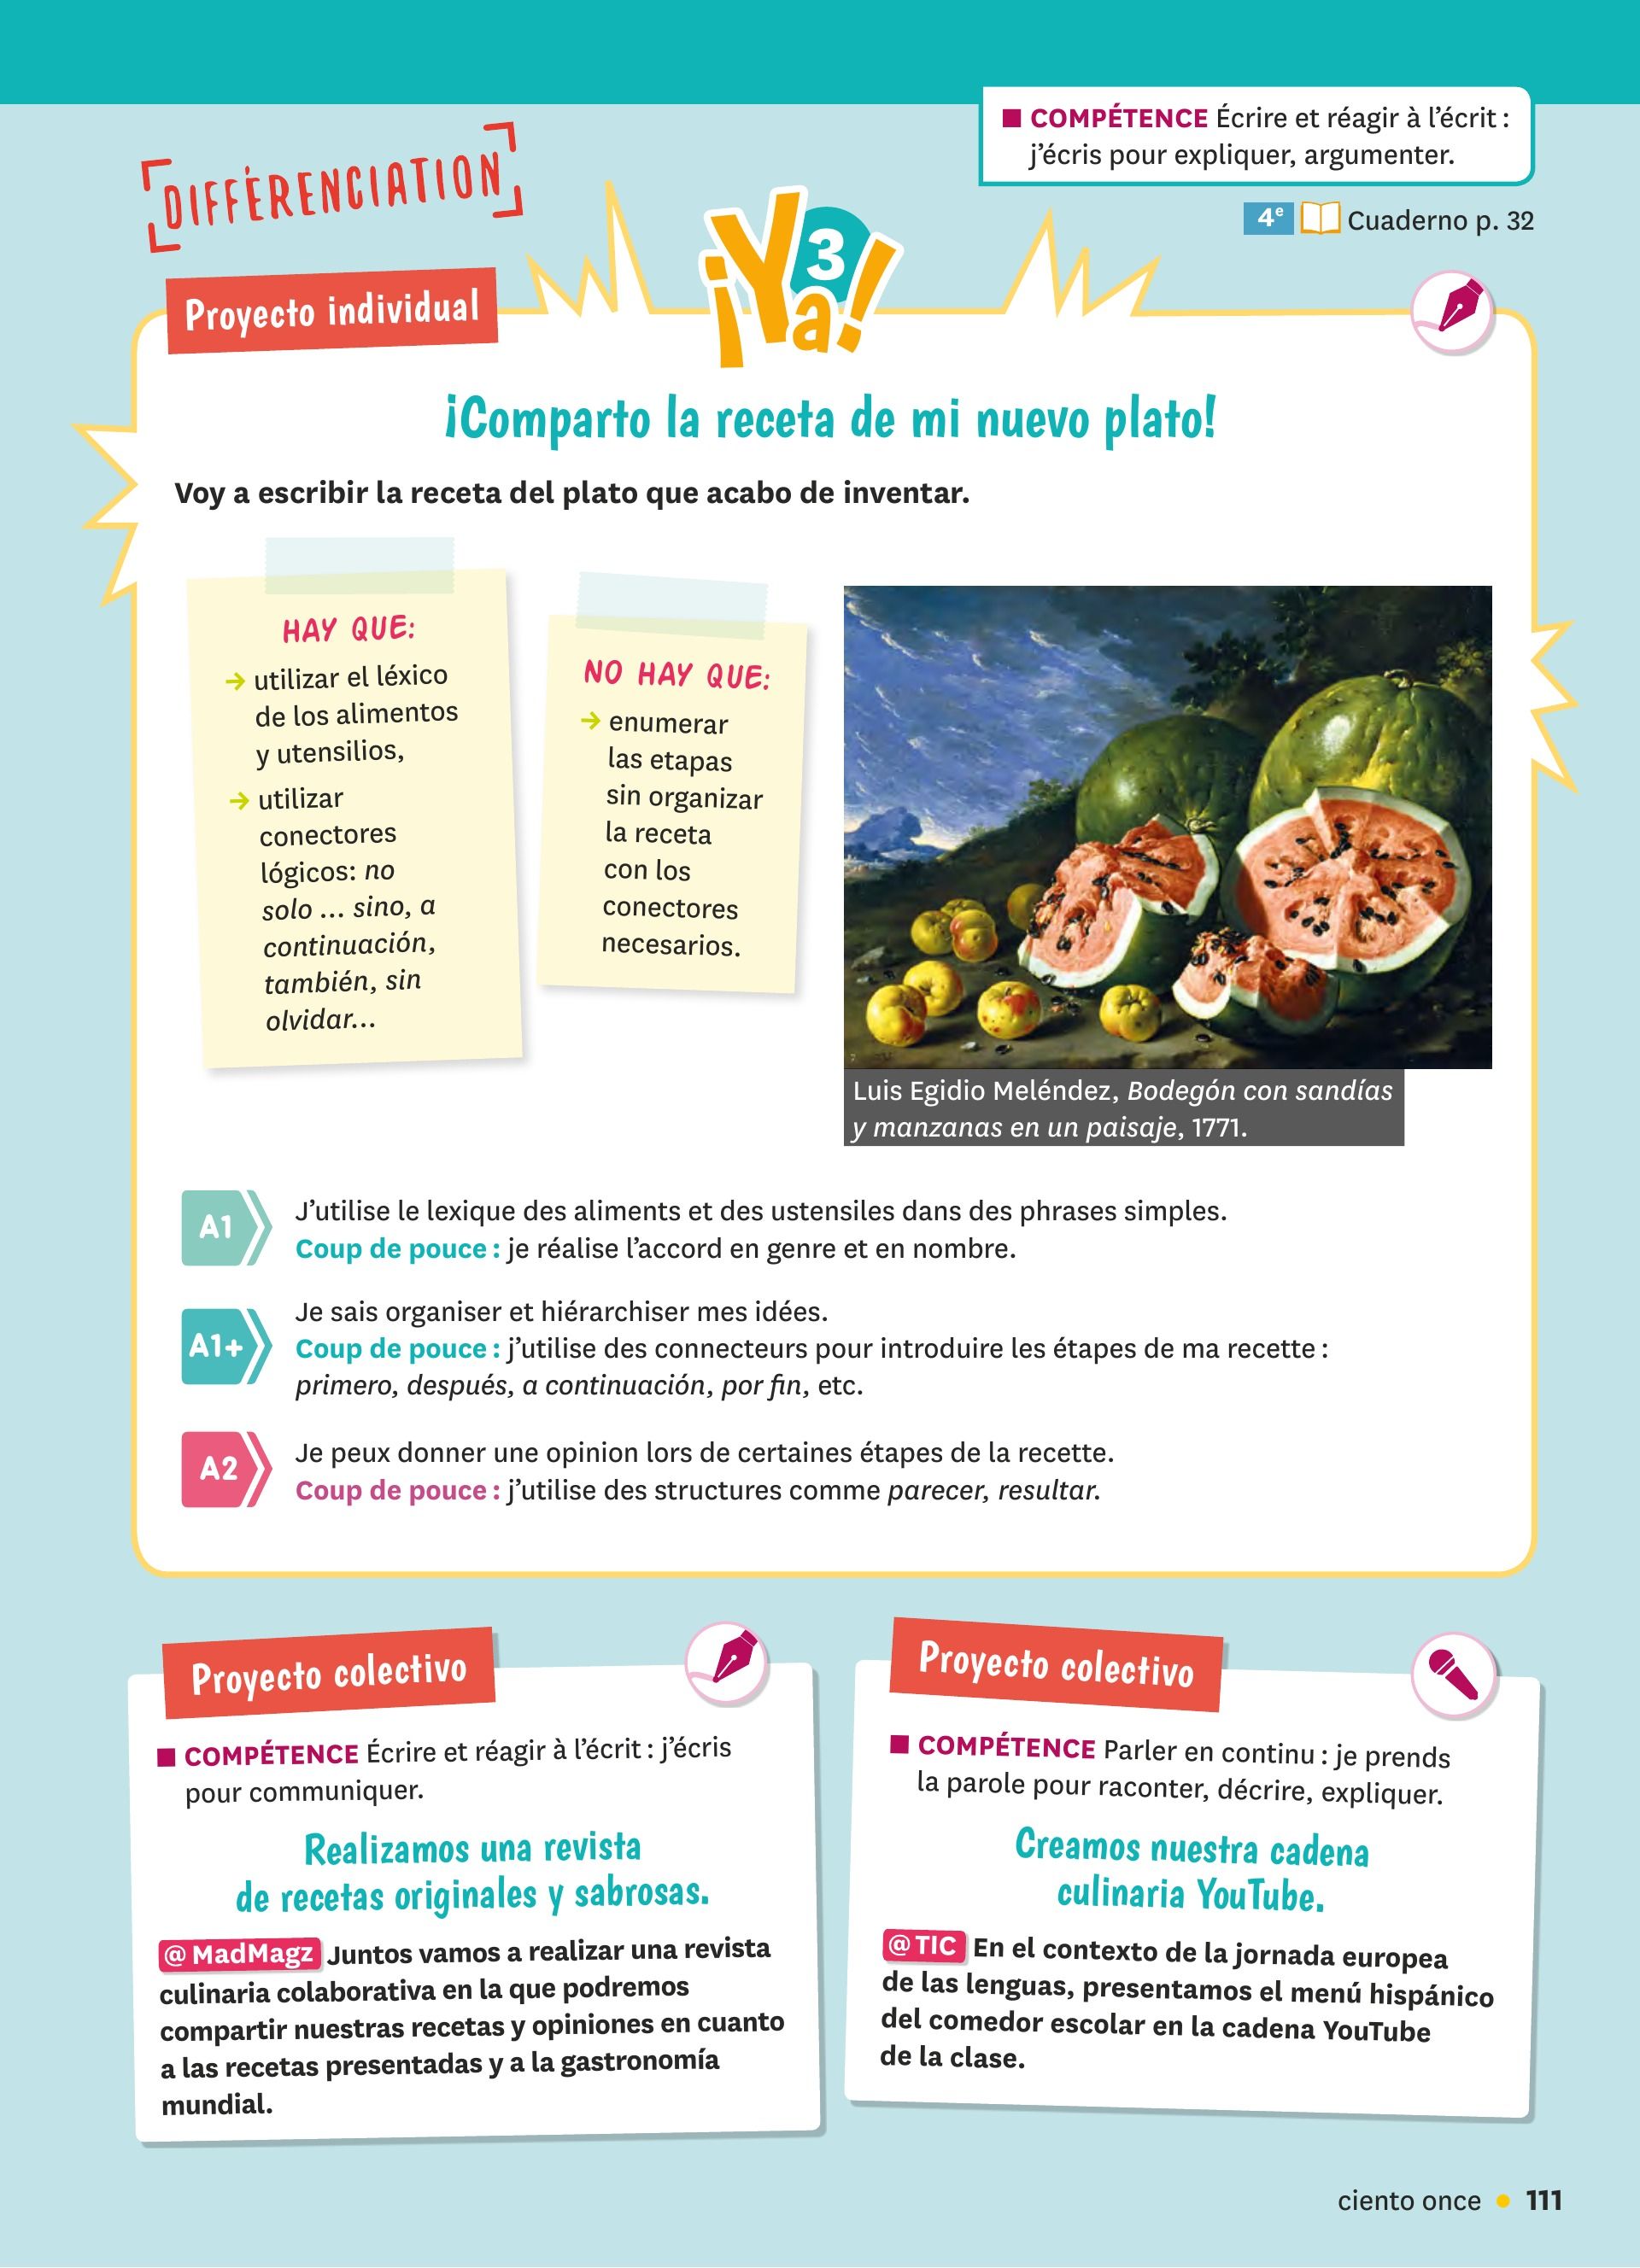 ■ COMPÉTENCE Écrire et réagir à l'écrit :
j'écris pour expliquer, argumenter.
4e Cuaderno p. 32
DIFFÉRENCIATION
¡Ya! 3
Proyecto individual
¡Comparto la receta de mi nuevo plato!
Voy a escribir la receta del plato que acabo de inventar.
HAY QUE:
→ utilizar el léxico
de los alimentos
y utensilios,
→ utilizar
conectores
lógicos: no
solo ... sino, a
continuación,
también, sin
olvidar...
NO HAY QUE:
→ enumerar
las etapas
sin organizar
la receta
con los
conectores
necesarios.
Luis Egidio Meléndez, Bodegón con sandías
y manzanas en un paisaje, 1771.
A1
J'utilise le lexique des aliments et des ustensiles dans des phrases simples.
Coup de pouce : je réalise l'accord en genre et en nombre.
A1+
Je sais organiser et hiérarchiser mes idées.
Coup de pouce : j'utilise des connecteurs pour introduire les étapes de ma recette :
primero, después, a continuación, por fin, etc.
A2
Je peux donner une opinion lors de certaines étapes de la recette.
Coup de pouce : j'utilise des structures comme parecer, resultar.
Proyecto colectivo
■ COMPÉTENCE Écrire et réagir à l'écrit : j'écris
pour communiquer.
Realizamos una revista
de recetas originales y sabrosas.
@ MadMagz Juntos vamos a realizar una revista
culinaria colaborativa en la que podremos
compartir nuestras recetas y opiniones en cuanto
a las recetas presentadas y a la gastronomía
mundial.
Proyecto colectivo
■ COMPÉTENCE Parler en continu : je prends
la parole pour raconter, décrire, expliquer.
Creamos nuestra cadena
culinaria YouTube.
@ TIC En el contexto de la jornada europea
de las lenguas, presentamos el menú hispánico
del comedor escolar en la cadena YouTube
de la clase.
ciento once • 111